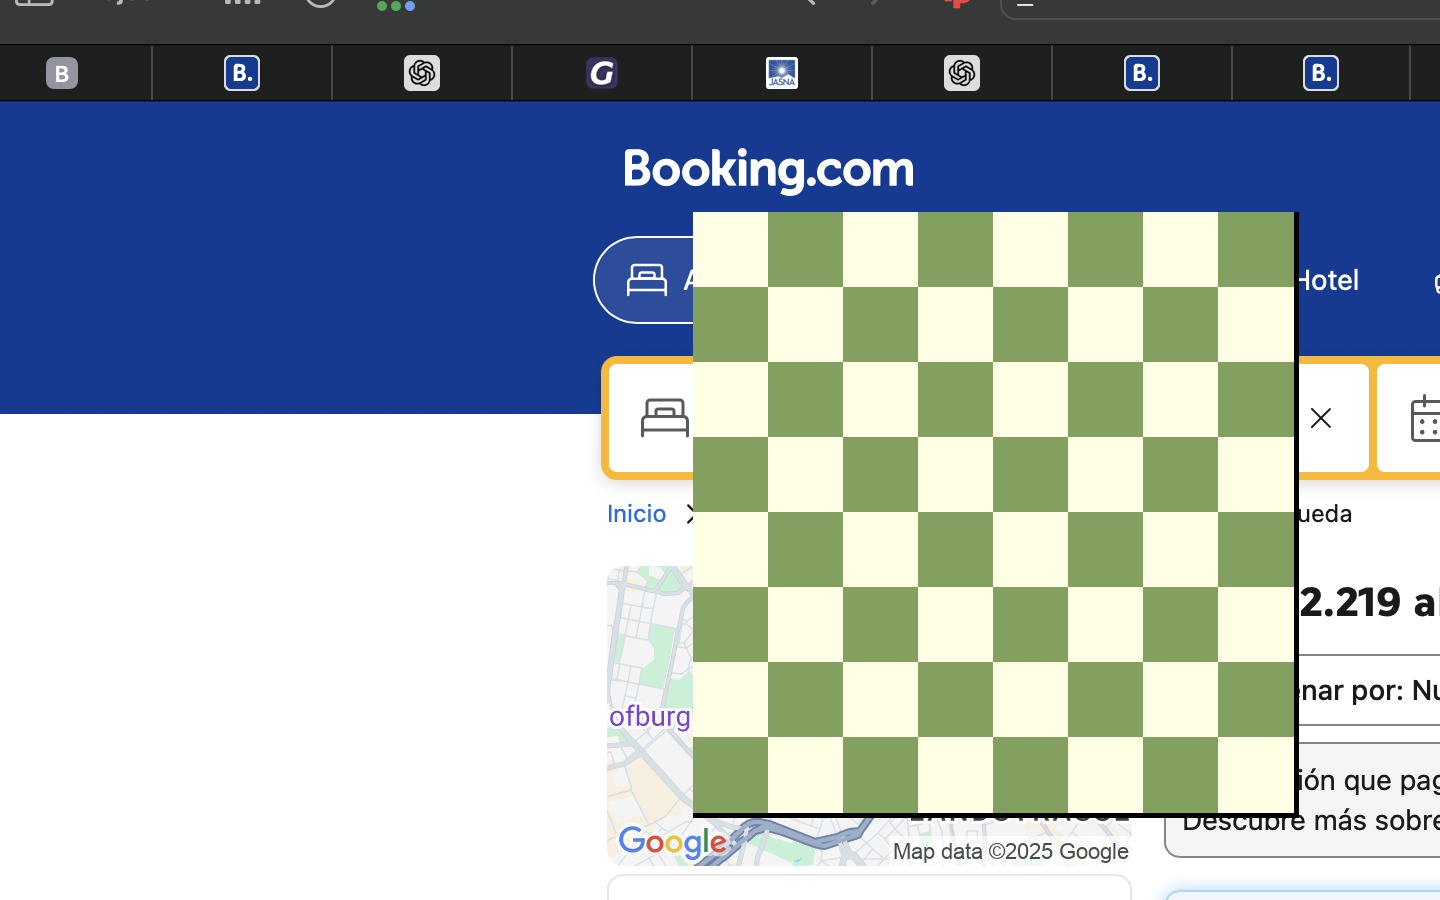 B
B.
G
JASNA
B.
B.
Booking.com
Hotel
Inicio
ueda
2.219
ofburg
enar por: Nu
ión que pag
Descubre más sobre
Google
Map data ©2025 Google